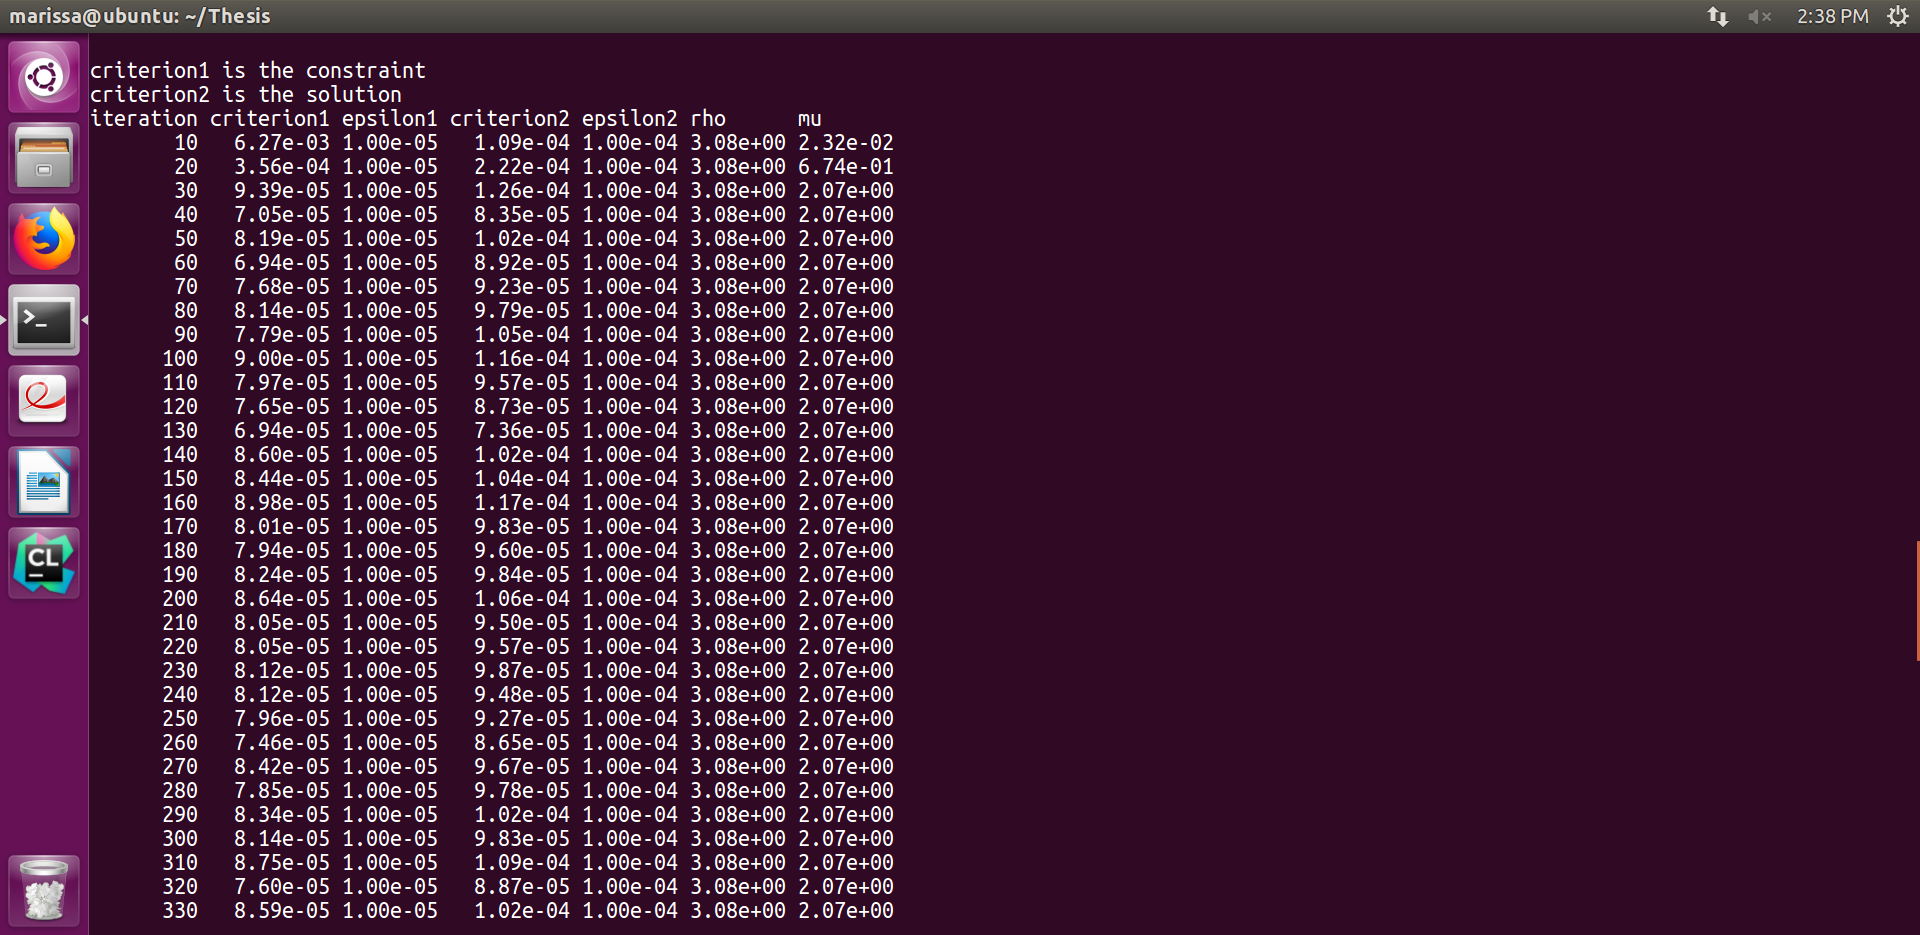 marissa@ubuntu: ~/Thesis 2:38 PM
criterion1 is the constraint
criterion2 is the solution
iteration criterion1 epsilon1 criterion2 epsilon2 rho mu
10 6.27e-03 1.00e-05 1.09e-04 1.00e-04 3.08e+00 2.32e-02
20 3.56e-04 1.00e-05 2.22e-04 1.00e-04 3.08e+00 6.74e-01
30 9.39e-05 1.00e-05 1.26e-04 1.00e-04 3.08e+00 2.07e+00
40 7.05e-05 1.00e-05 8.35e-05 1.00e-04 3.08e+00 2.07e+00
50 8.19e-05 1.00e-05 1.02e-04 1.00e-04 3.08e+00 2.07e+00
60 6.94e-05 1.00e-05 8.92e-05 1.00e-04 3.08e+00 2.07e+00
70 7.68e-05 1.00e-05 9.23e-05 1.00e-04 3.08e+00 2.07e+00
80 8.14e-05 1.00e-05 9.79e-05 1.00e-04 3.08e+00 2.07e+00
90 7.79e-05 1.00e-05 1.05e-04 1.00e-04 3.08e+00 2.07e+00
100 9.00e-05 1.00e-05 1.16e-04 1.00e-04 3.08e+00 2.07e+00
110 7.97e-05 1.00e-05 9.57e-05 1.00e-04 3.08e+00 2.07e+00
120 7.65e-05 1.00e-05 8.73e-05 1.00e-04 3.08e+00 2.07e+00
130 6.94e-05 1.00e-05 7.36e-05 1.00e-04 3.08e+00 2.07e+00
140 8.60e-05 1.00e-05 1.02e-04 1.00e-04 3.08e+00 2.07e+00
150 8.44e-05 1.00e-05 1.04e-04 1.00e-04 3.08e+00 2.07e+00
160 8.98e-05 1.00e-05 1.17e-04 1.00e-04 3.08e+00 2.07e+00
170 8.01e-05 1.00e-05 9.83e-05 1.00e-04 3.08e+00 2.07e+00
180 7.94e-05 1.00e-05 9.60e-05 1.00e-04 3.08e+00 2.07e+00
190 8.24e-05 1.00e-05 9.84e-05 1.00e-04 3.08e+00 2.07e+00
200 8.64e-05 1.00e-05 1.06e-04 1.00e-04 3.08e+00 2.07e+00
210 8.05e-05 1.00e-05 9.50e-05 1.00e-04 3.08e+00 2.07e+00
220 8.05e-05 1.00e-05 9.57e-05 1.00e-04 3.08e+00 2.07e+00
230 8.12e-05 1.00e-05 9.87e-05 1.00e-04 3.08e+00 2.07e+00
240 8.12e-05 1.00e-05 9.48e-05 1.00e-04 3.08e+00 2.07e+00
250 7.96e-05 1.00e-05 9.27e-05 1.00e-04 3.08e+00 2.07e+00
260 7.46e-05 1.00e-05 8.65e-05 1.00e-04 3.08e+00 2.07e+00
270 8.42e-05 1.00e-05 9.67e-05 1.00e-04 3.08e+00 2.07e+00
280 7.85e-05 1.00e-05 9.78e-05 1.00e-04 3.08e+00 2.07e+00
290 8.34e-05 1.00e-05 1.02e-04 1.00e-04 3.08e+00 2.07e+00
300 8.14e-05 1.00e-05 9.83e-05 1.00e-04 3.08e+00 2.07e+00
310 8.75e-05 1.00e-05 1.09e-04 1.00e-04 3.08e+00 2.07e+00
320 7.60e-05 1.00e-05 8.87e-05 1.00e-04 3.08e+00 2.07e+00
330 8.59e-05 1.00e-05 1.02e-04 1.00e-04 3.08e+00 2.07e+00
>_
CL